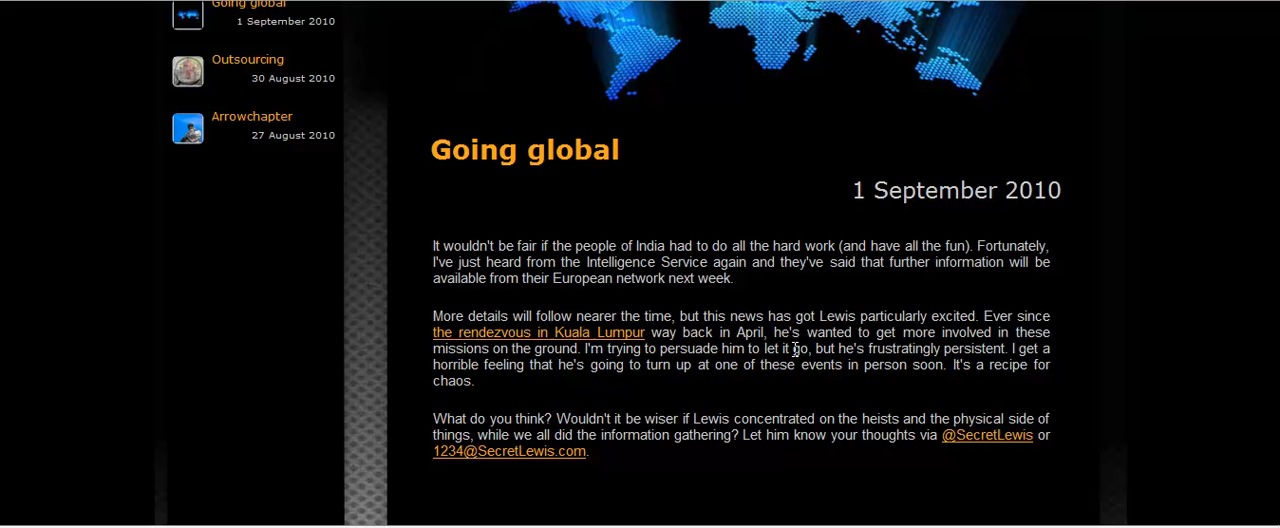 Going global
1 September 2010
Outsourcing
30 August 2010
Arrowchapter
27 August 2010
Going global
1 September 2010
It wouldn't be fair if the people of India had to do all the hard work (and have all the fun). Fortunately,
I've just heard from the Intelligence Service again and they've said that further information will be
available from their European network next week.
More details will follow nearer the time, but this news has got Lewis particularly excited. Ever since
the rendezvous in Kuala Lumpur way back in April, he's wanted to get more involved in these
missions on the ground. I'm trying to persuade him to let it go, but he's frustratingly persistent. I get a
horrible feeling that he's going to turn up at one of these events in person soon. It's a recipe for
chaos.
What do you think? Wouldn't it be wiser if Lewis concentrated on the heists and the physical side of
things, while we all did the information gathering? Let him know your thoughts via @SecretLewis or
1234@SecretLewis.com.